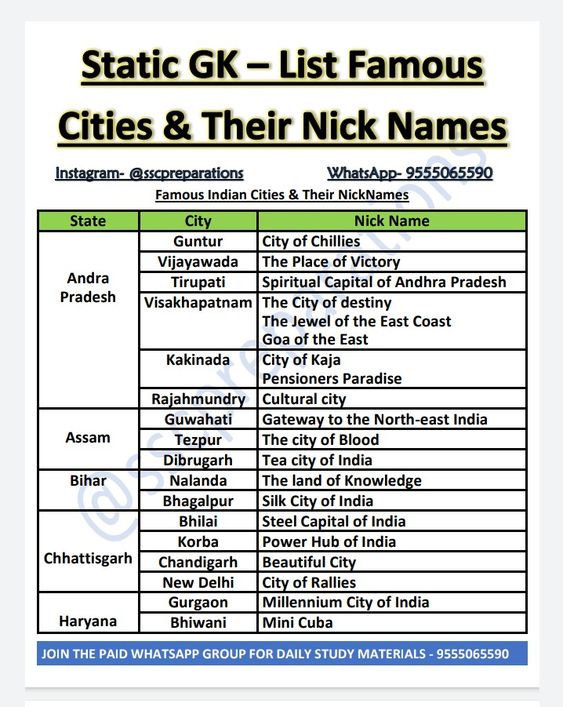 Static GK – List Famous
Cities & Their Nick Names
Instagram- @sscpreparations WhatsApp- 9555065590
Famous Indian Cities & Their NickNames
State City Nick Name
Andra Pradesh
Guntur City of Chillies
Vijayawada The Place of Victory
Tirupati Spiritual Capital of Andhra Pradesh
Visakhapatnam The City of destiny
The Jewel of the East Coast
Goa of the East
Kakinada City of Kaja
Pensioners Paradise
Rajahmundry Cultural city
Assam
Guwahati Gateway to the North-east India
Tezpur The city of Blood
Dibrugarh Tea city of India
Bihar Nalanda The land of Knowledge
Bhagalpur Silk City of India
Chhattisgarh
Bhilai Steel Capital of India
Korba Power Hub of India
Chandigarh Beautiful City
New Delhi City of Rallies
Haryana
Gurgaon Millennium City of India
Bhiwani Mini Cuba
JOIN THE PAID WHATSAPP GROUP FOR DAILY STUDY MATERIALS - 9555065590
@sscpreparations